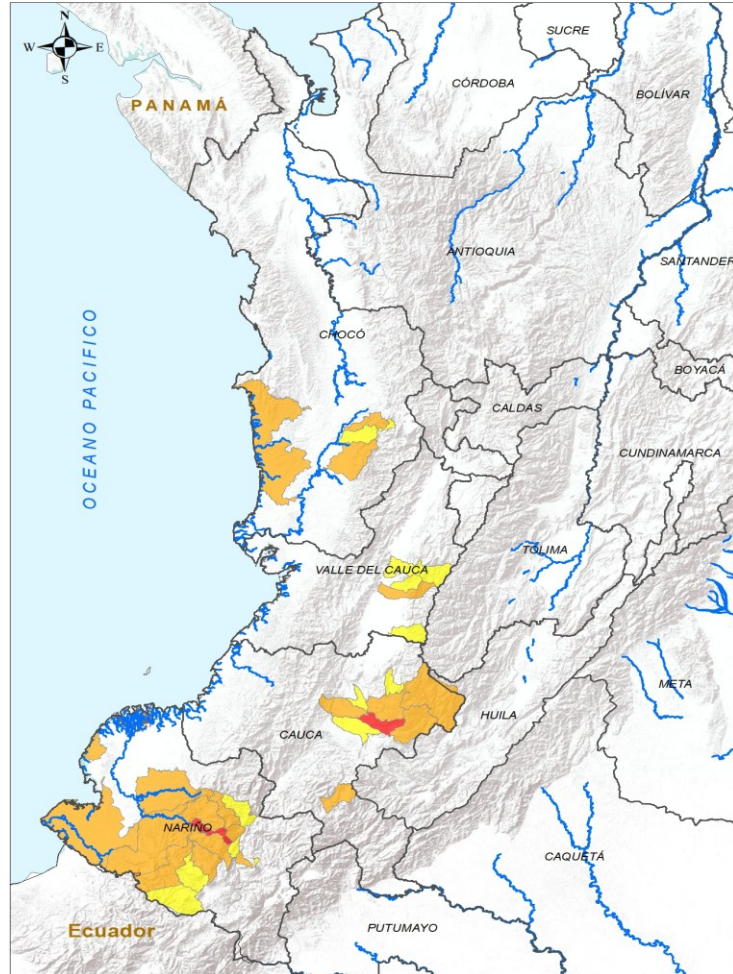 N
W E
S
SUCRE
CÓRDOBA
BOLÍVAR
PANAMÁ
ANTIOQUIA
SANTANDER
OCEANO PACIFICO
CHOCÓ
BOYACÁ
CALDAS
CUNDINAMARCA
TOLIMA
VALLE DEL CAUCA
META
HUILA
CAUCA
NARIÑO
CAQUETÁ
Ecuador
PUTUMAYO